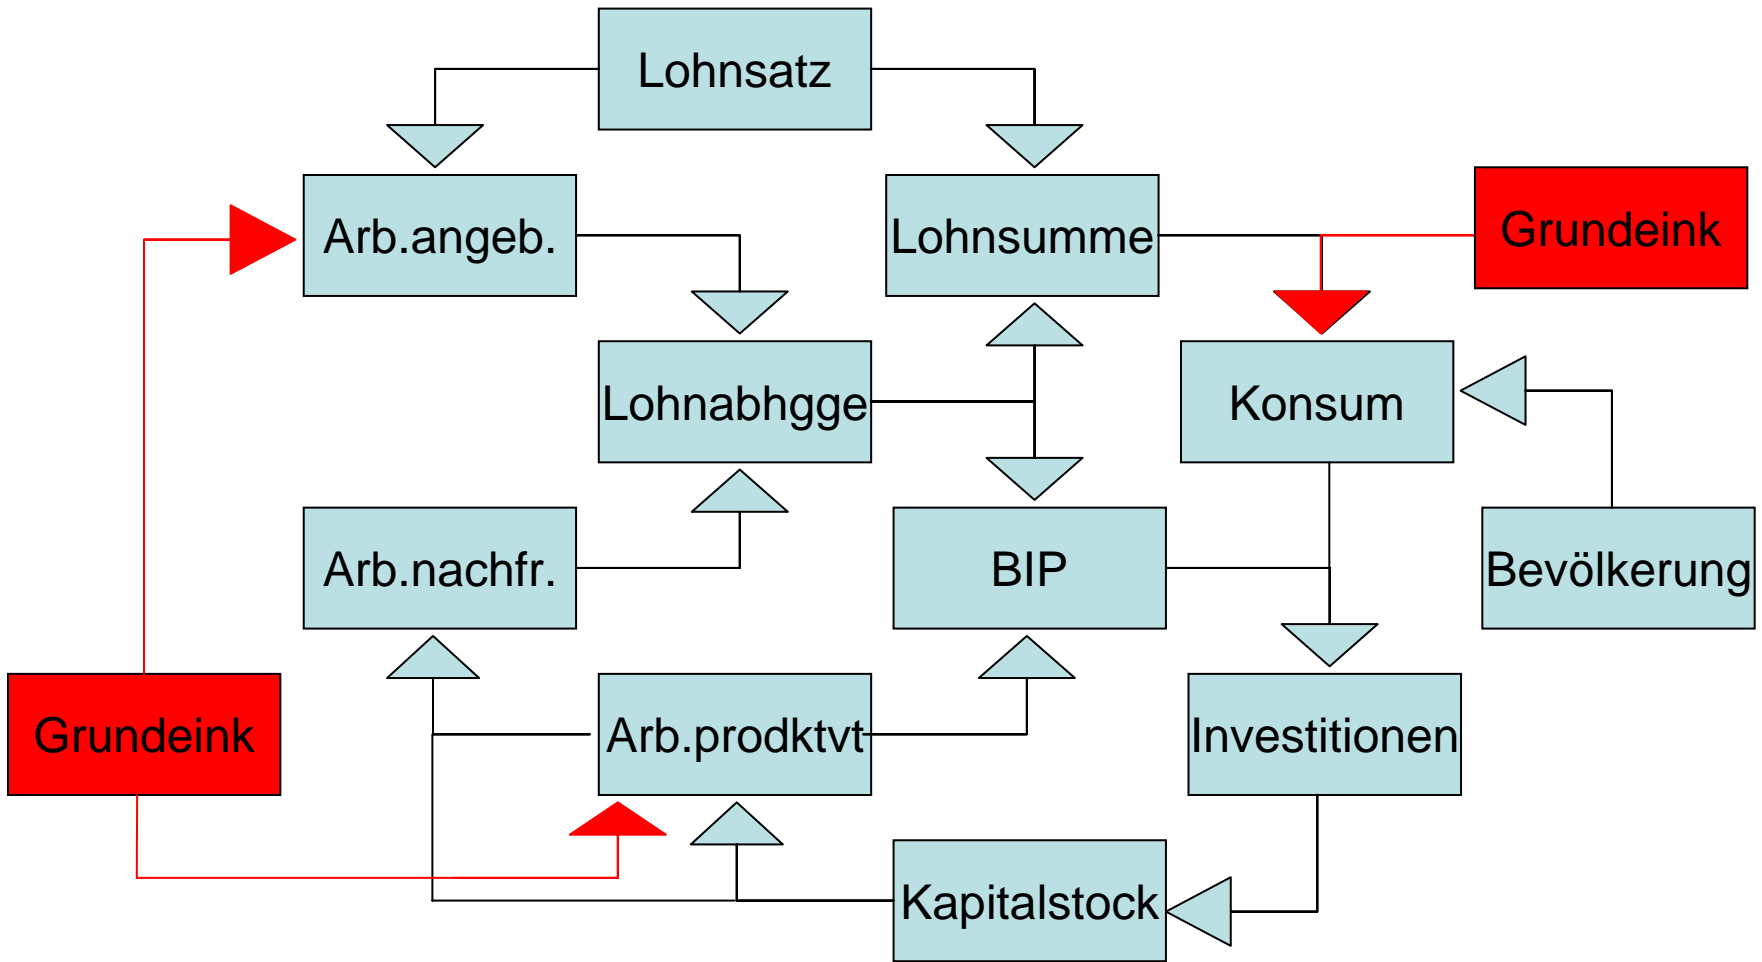 Lohnsatz
Arb.angeb.
Lohnsumme
Grundeink
Lohnabhgge
Konsum
Arb.nachfr.
BIP
Bevölkerung
Grundeink
Arb.prodktvt
Investitionen
Kapitalstock